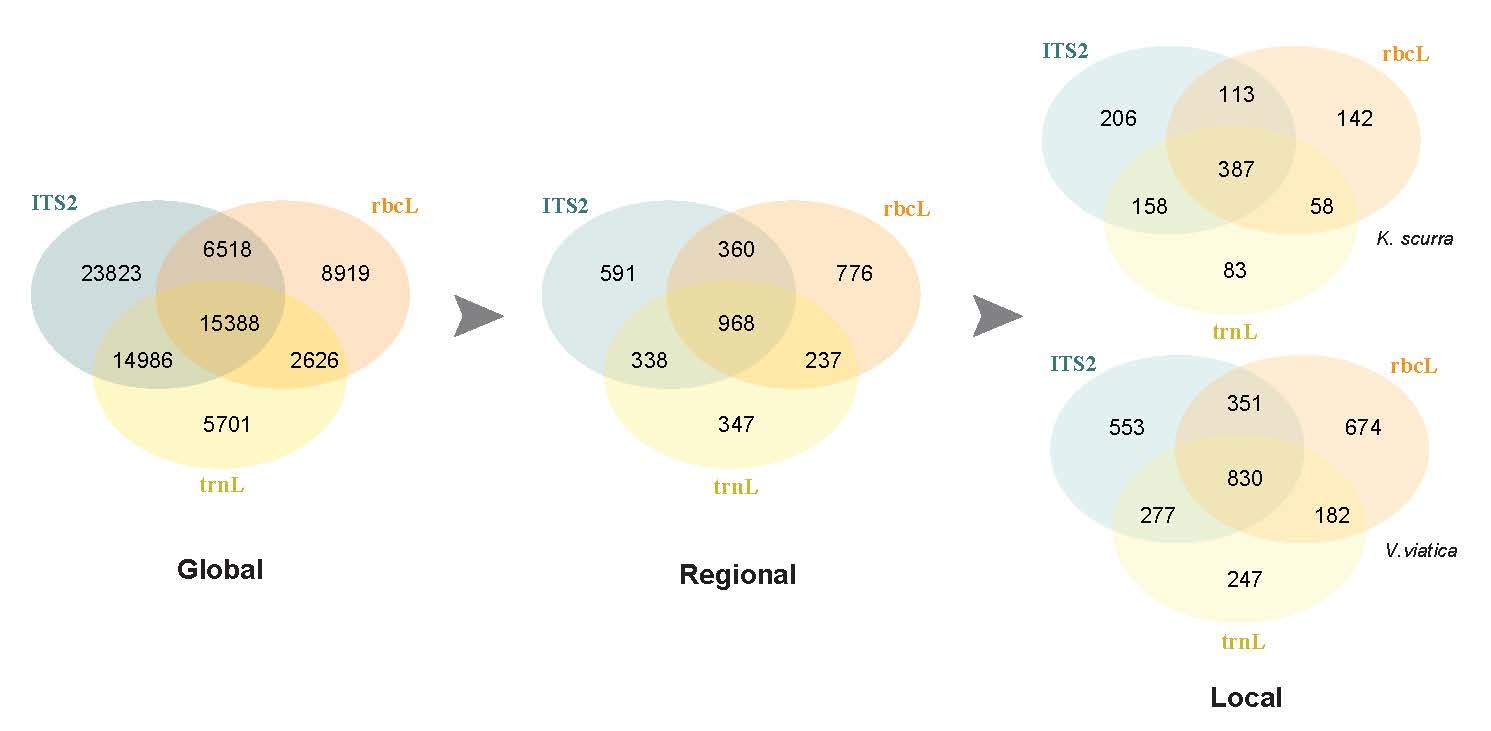 ITS2
rbcL
6518
23823
8919
15388
14986
2626
5701
trnL
Global
ITS2
rbcL
360
591
776
968
338
237
347
trnL
Regional
ITS2
rbcL
113
206
142
387
158
58
K. scurra
83
trnL
ITS2
rbcL
351
553
674
830
277
182
V.viatica
247
trnL
Local